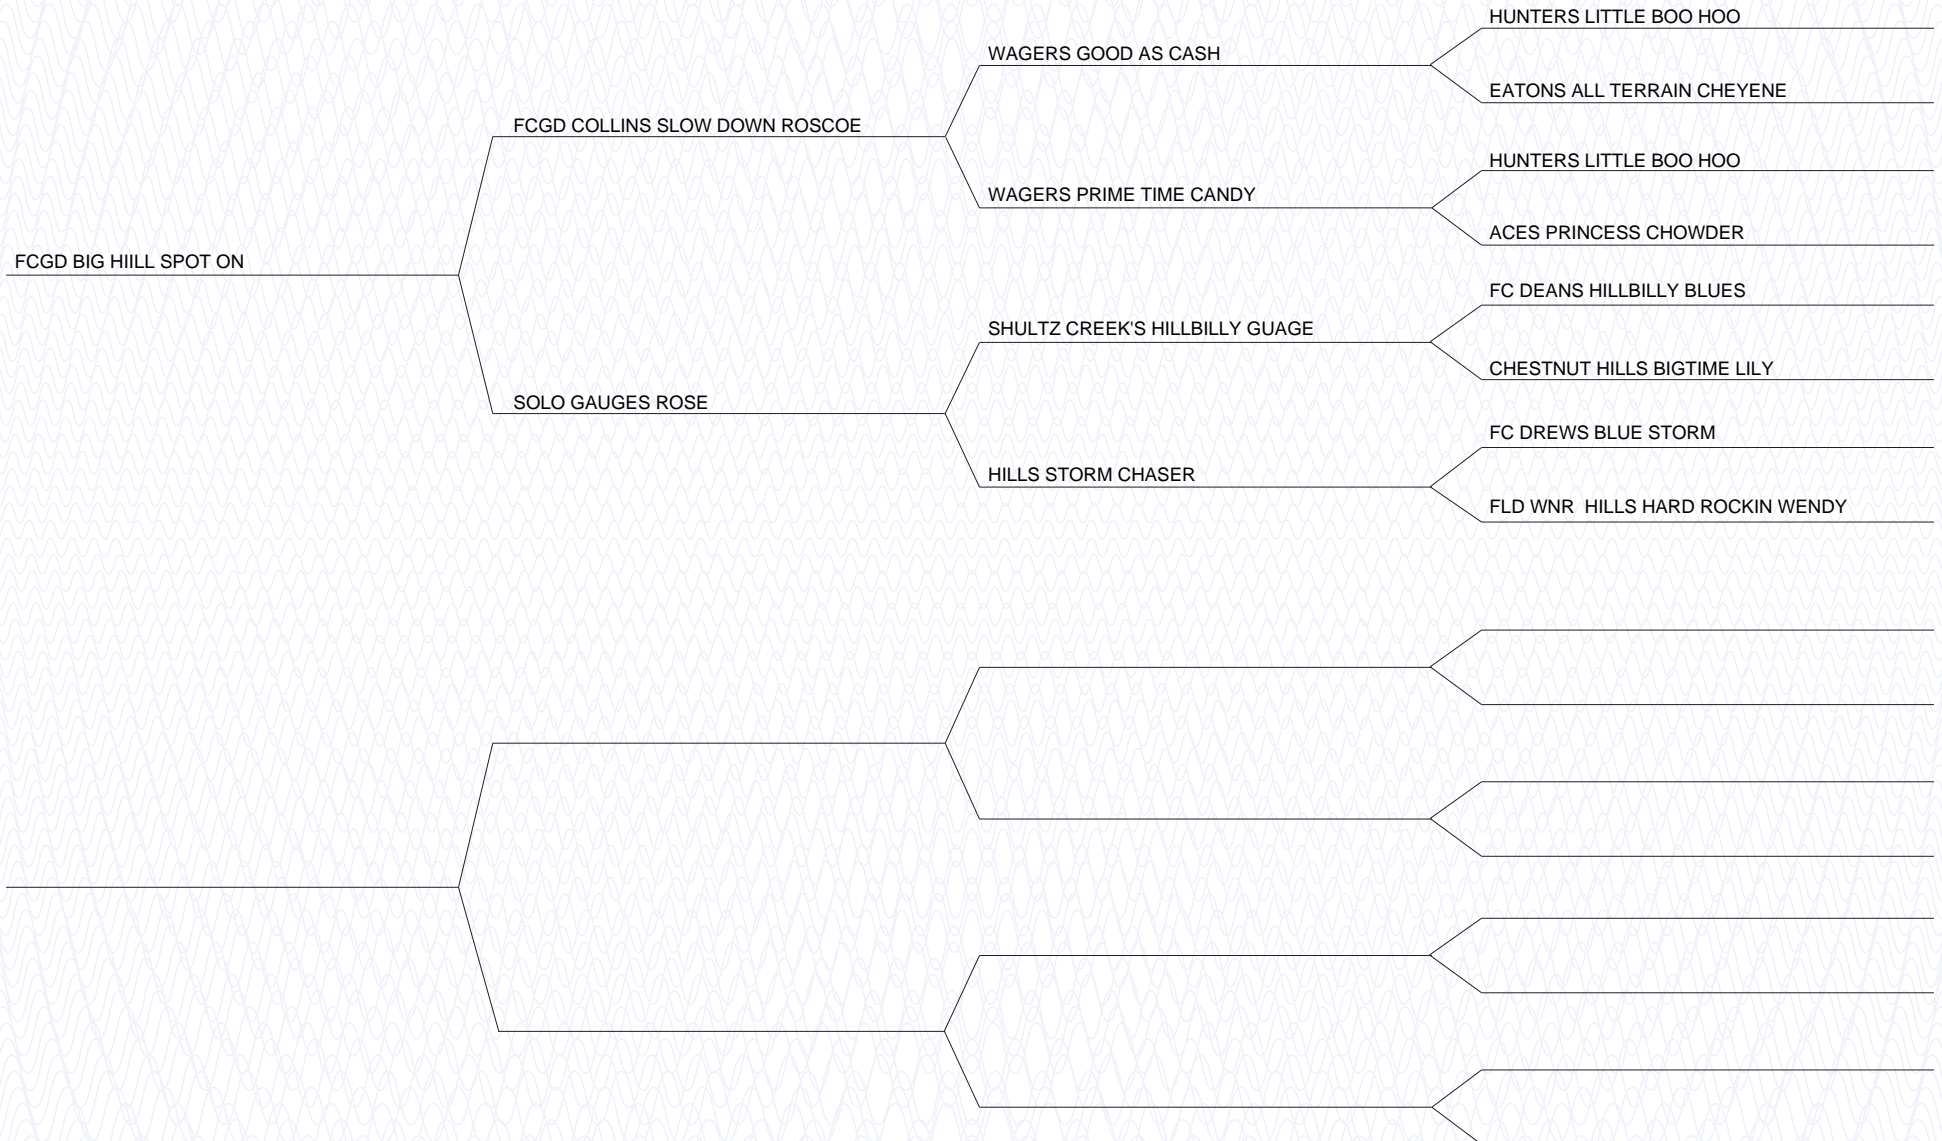 HUNTERS LITTLE BOO HOO
WAGERS GOOD AS CASH
EATONS ALL TERRAIN CHEYENE
FCGD COLLINS SLOW DOWN ROSCOE
HUNTERS LITTLE BOO HOO
WAGERS PRIME TIME CANDY
ACES PRINCESS CHOWDER
FCGD BIG HIILL SPOT ON
FC DEANS HILLBILLY BLUES
SHULTZ CREEK'S HILLBILLY GUAGE
CHESTNUT HILLS BIGTIME LILY
SOLO GAUGES ROSE
FC DREWS BLUE STORM
HILLS STORM CHASER
FLD WNR  HILLS HARD ROCKIN WENDY